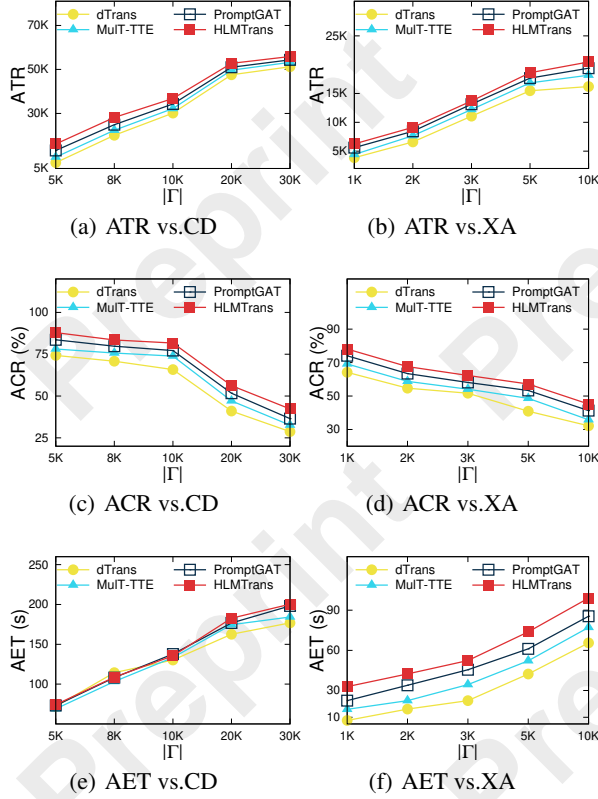 dTrans PromptGAT
MulT-TTE HLMTrans
70K
50K
30K
5K
ATR
5K 8K 10K 20K 30K
|Γ|
(a) ATR vs.CD
dTrans PromptGAT
MulT-TTE HLMTrans
25K
15K
5K
ATR
1K 2K 3K 5K 10K
|Γ|
(b) ATR vs.XA
dTrans PromptGAT
MulT-TTE HLMTrans
100
75
50
25
ACR (%)
5K 8K 10K 20K 30K
|Γ|
(c) ACR vs.CD
dTrans PromptGAT
MulT-TTE HLMTrans
90
70
50
30
ACR (%)
1K 2K 3K 5K 10K
|Γ|
(d) ACR vs.XA
dTrans PromptGAT
MulT-TTE HLMTrans
250
200
150
100
AET (s)
5K 8K 10K 20K 30K
|Γ|
(e) AET vs.CD
dTrans PromptGAT
MulT-TTE HLMTrans
90
60
30
10
AET (s)
1K 2K 3K 5K 10K
|Γ|
(f) AET vs.XA
Preprint
Preprint